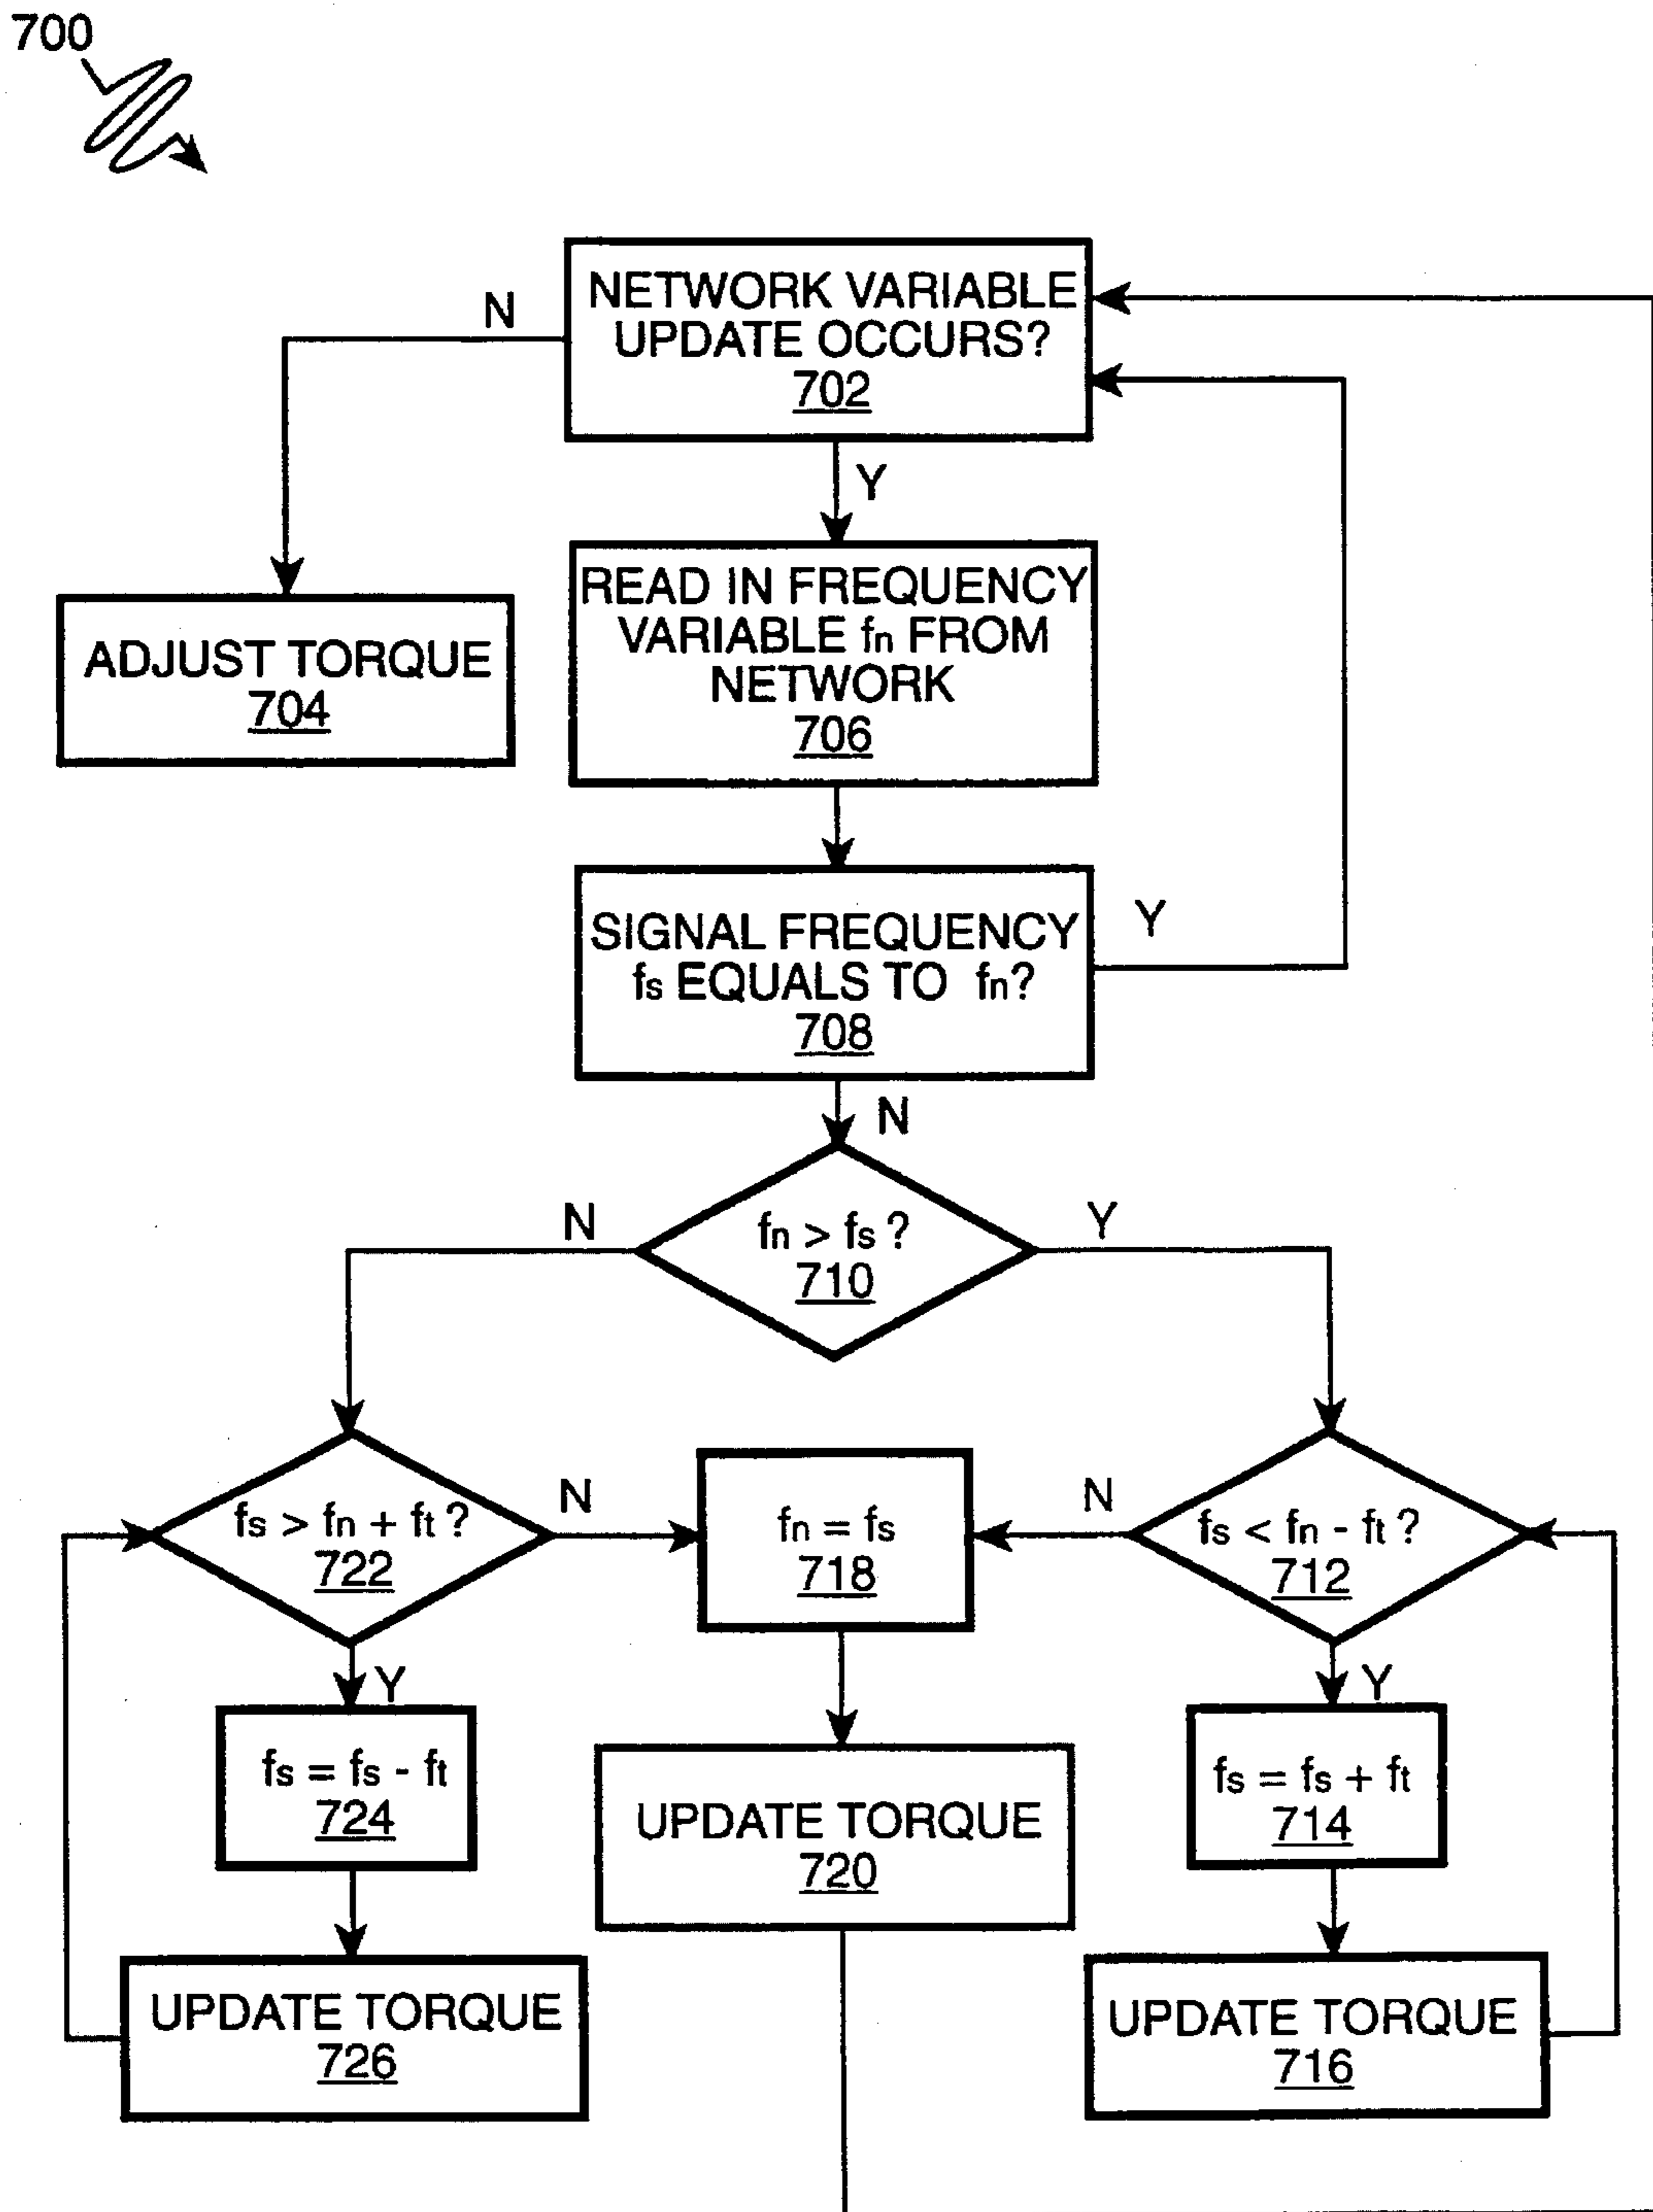 700
NETWORK VARIABLE
UPDATE OCCURS?
702
N
Y
ADJUST TORQUE
704
READ IN FREQUENCY
VARIABLE fn FROM
NETWORK
706
SIGNAL FREQUENCY
fs EQUALS TO fn?
708
Y
N
fn > fs ?
710
N
Y
fs > fn + ft ?
722
N
fn = fs
718
N
fs < fn - ft ?
712
Y
Y
fs = fs - ft
724
UPDATE TORQUE
720
fs = fs + ft
714
UPDATE TORQUE
726
UPDATE TORQUE
716